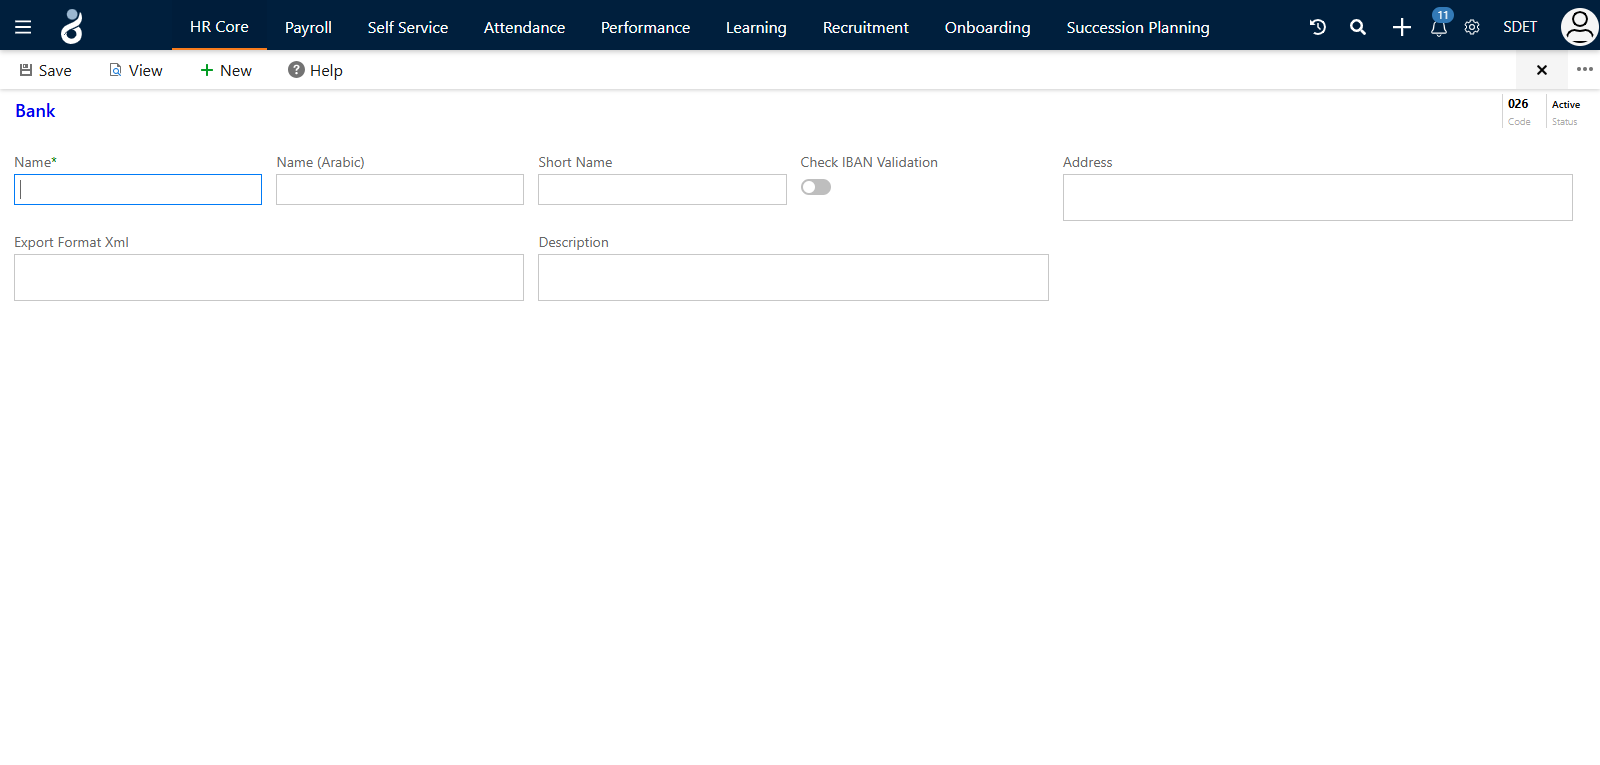 HR Core Payroll Self Service Attendance Performance Learning Recruitment Onboarding Succession Planning 11 SDET
Save View New Help
Bank
026 Active
Code Status
Name* Name (Arabic) Short Name Check IBAN Validation Address
Export Format Xml Description